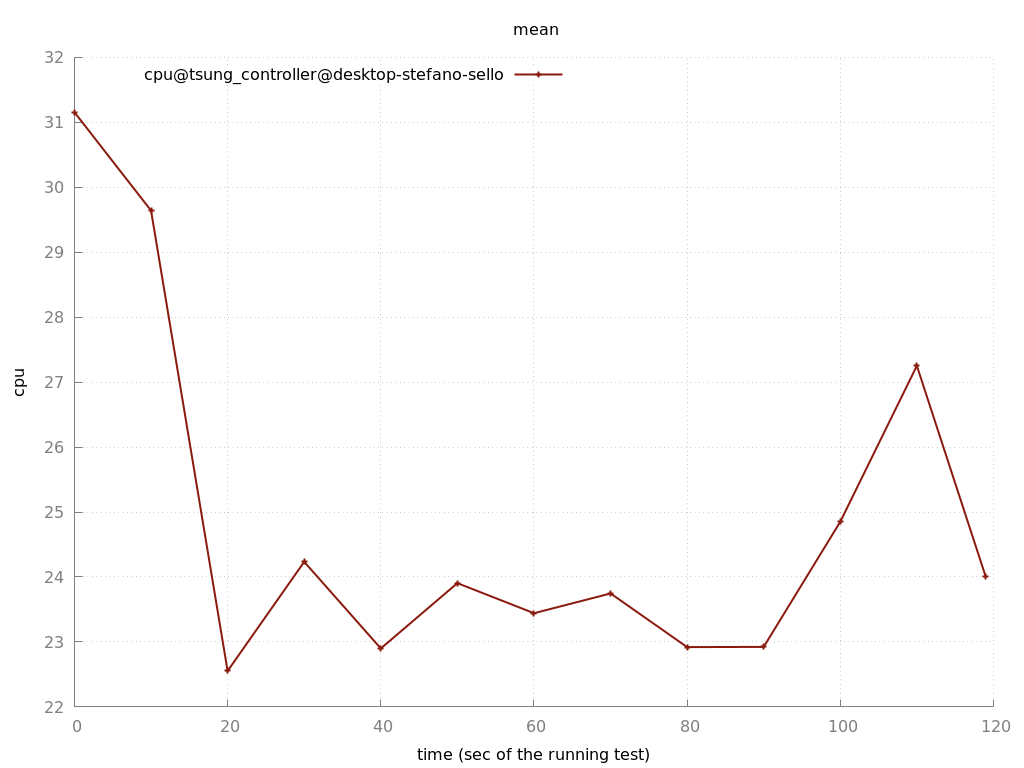 mean
cpu@tsung_controller@desktop-stefano-sello
32
31
30
29
28
27
26
25
24
23
22
cpu
0 20 40 60 80 100 120
time (sec of the running test)